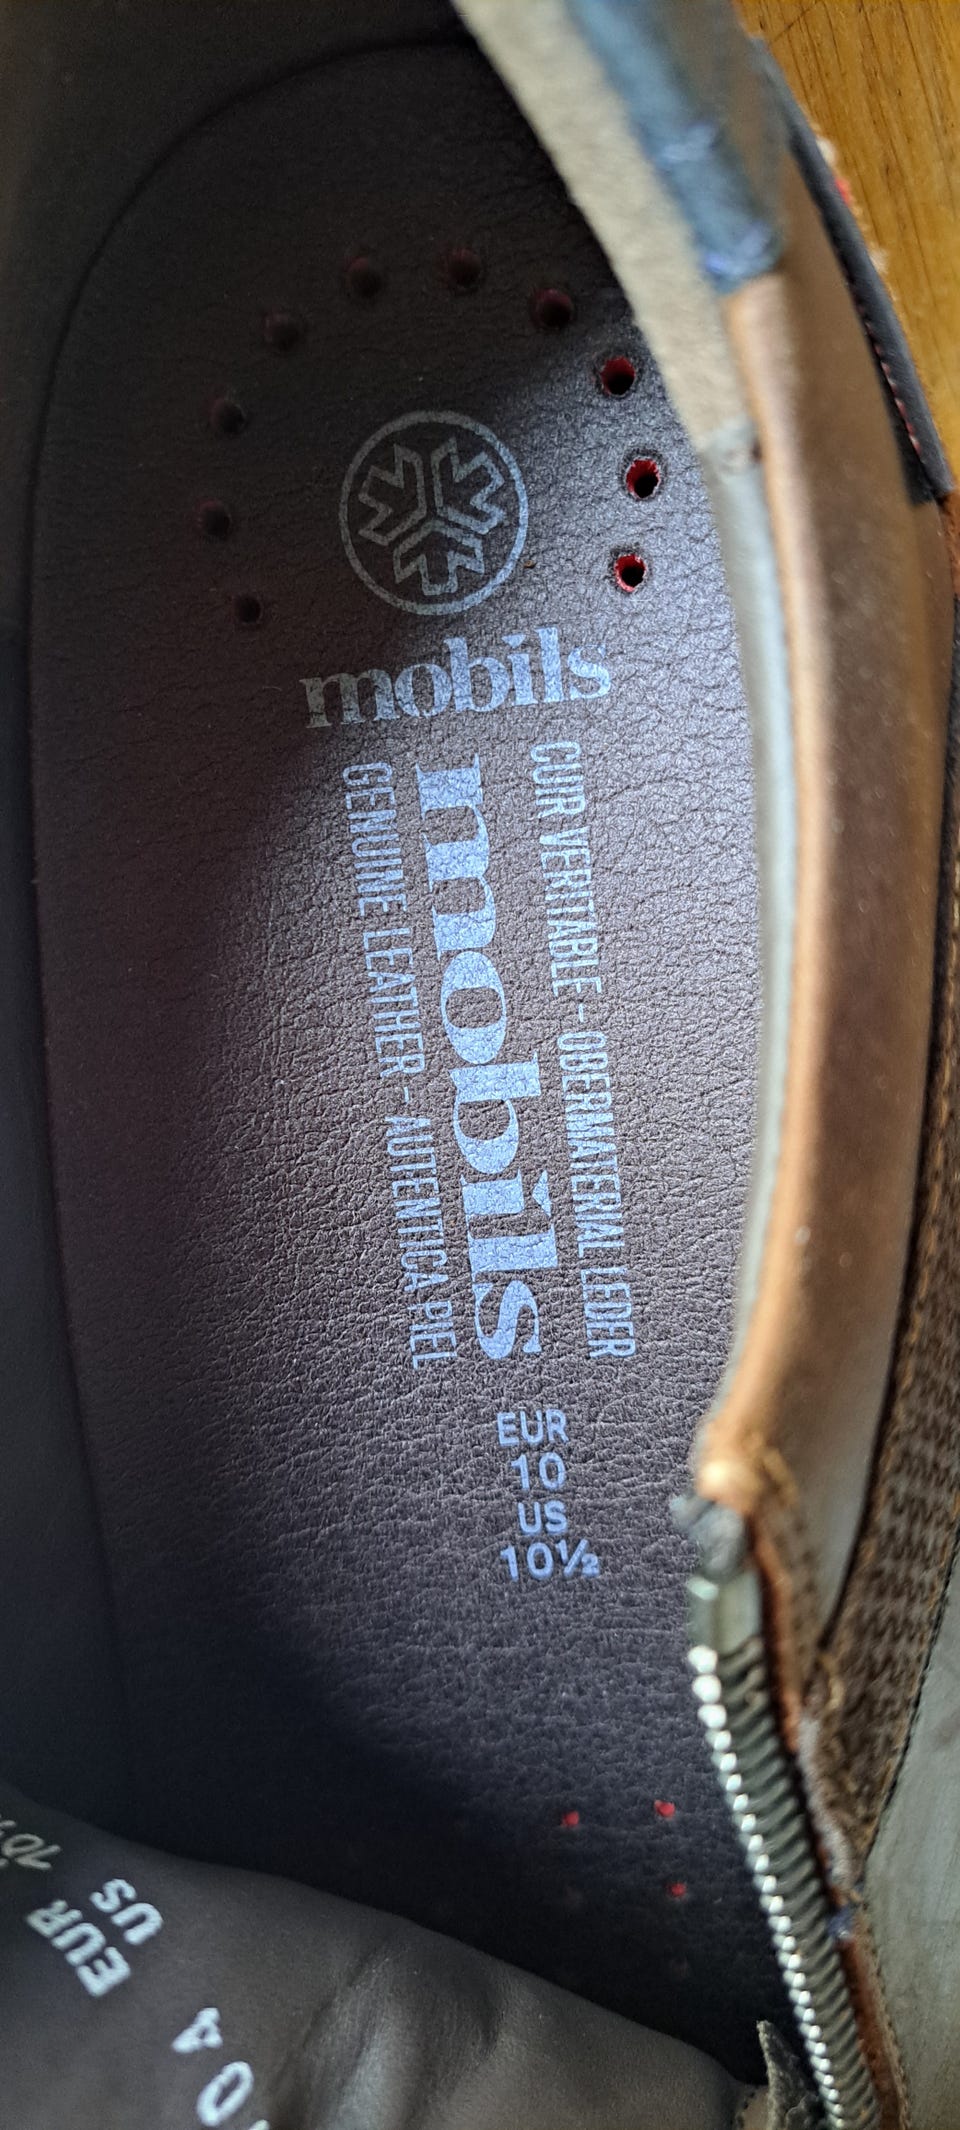 mobils
CUIR VERITABLE - OBERMATERIAL LEDER
mobils
GENUINE LEATHER - AUTENTICA PIEL
EUR
10
US
10½
EUR
US